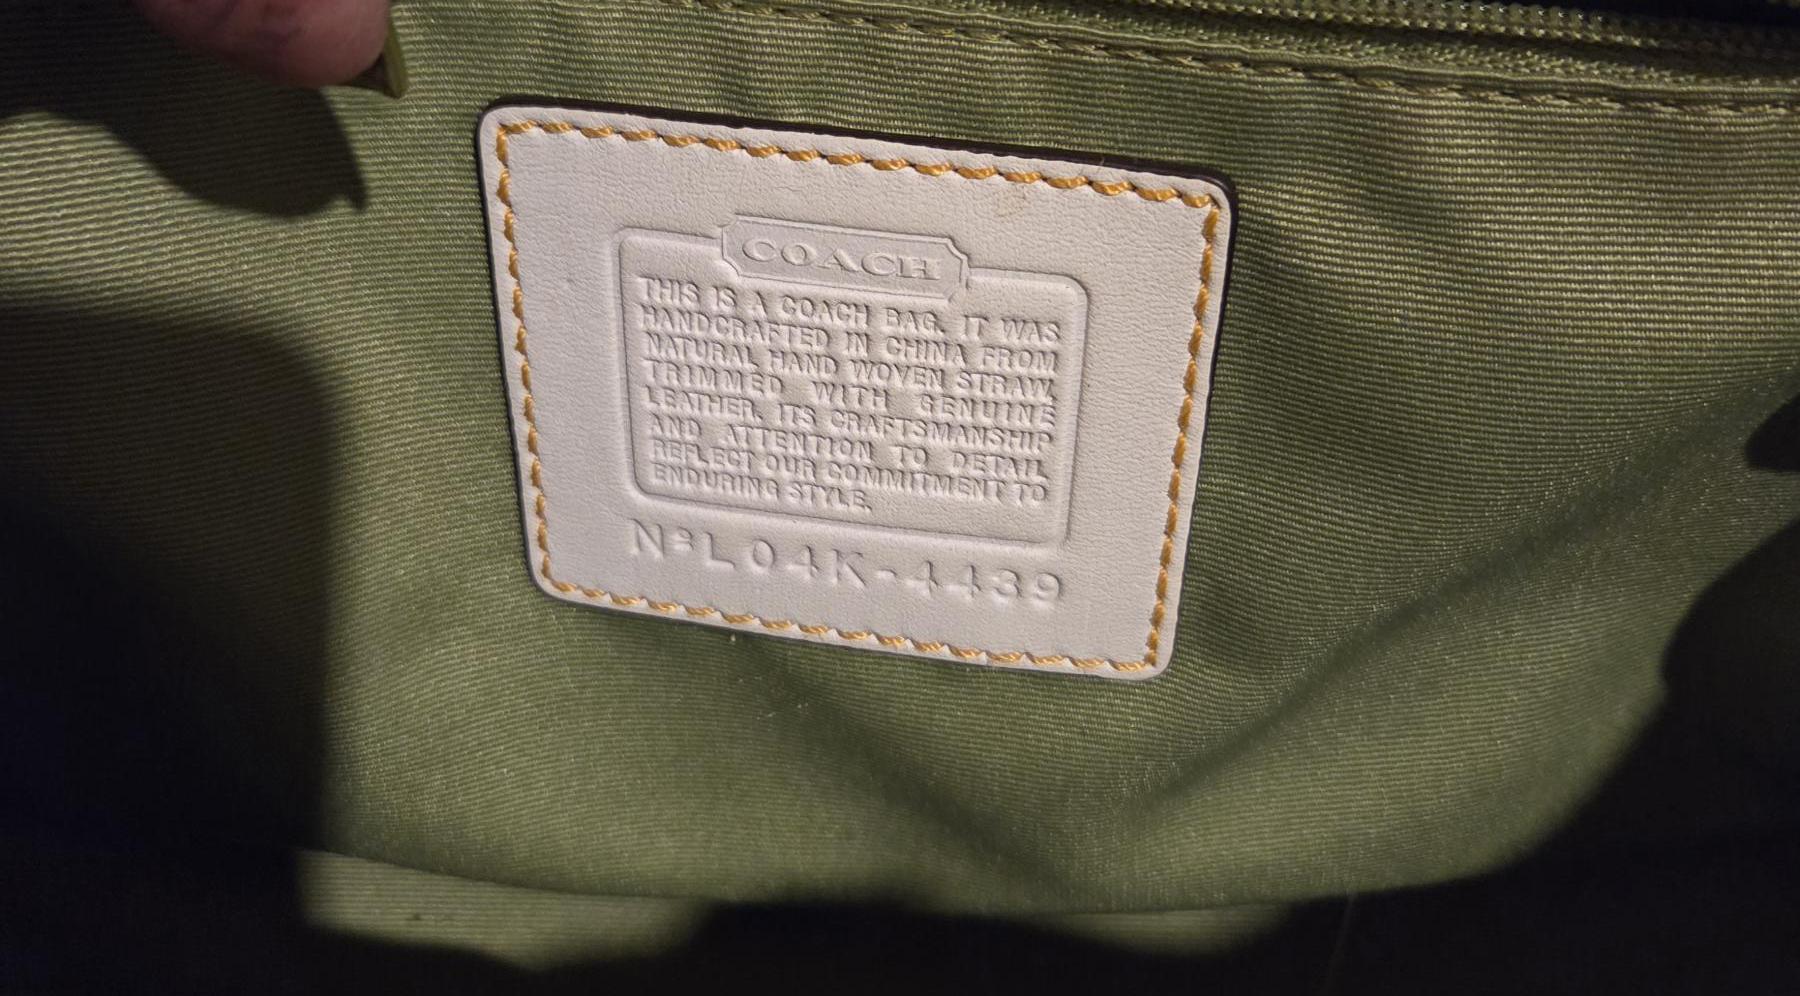 COACH
THIS IS A COACH BAG. IT WAS
HANDCRAFTED IN CHINA FROM
NATURAL HAND WOVEN STRAW,
TRIMMED WITH GENUINE
LEATHER. ITS CRAFTSMANSHIP
AND ATTENTION TO DETAIL
REFLECT OUR COMMITMENT TO
ENDURING STYLE.
Nº L04K-4439